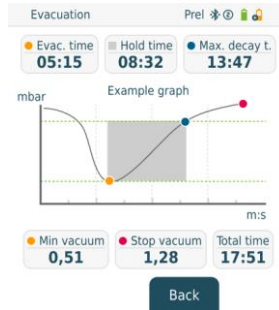 Evacuation Prel
Evac. time Hold time Max. decay t.
05:15 08:32 13:47
mbar Example graph
m:s
Min vacuum Stop vacuum Total time
0,51 1,28 17:51
Back